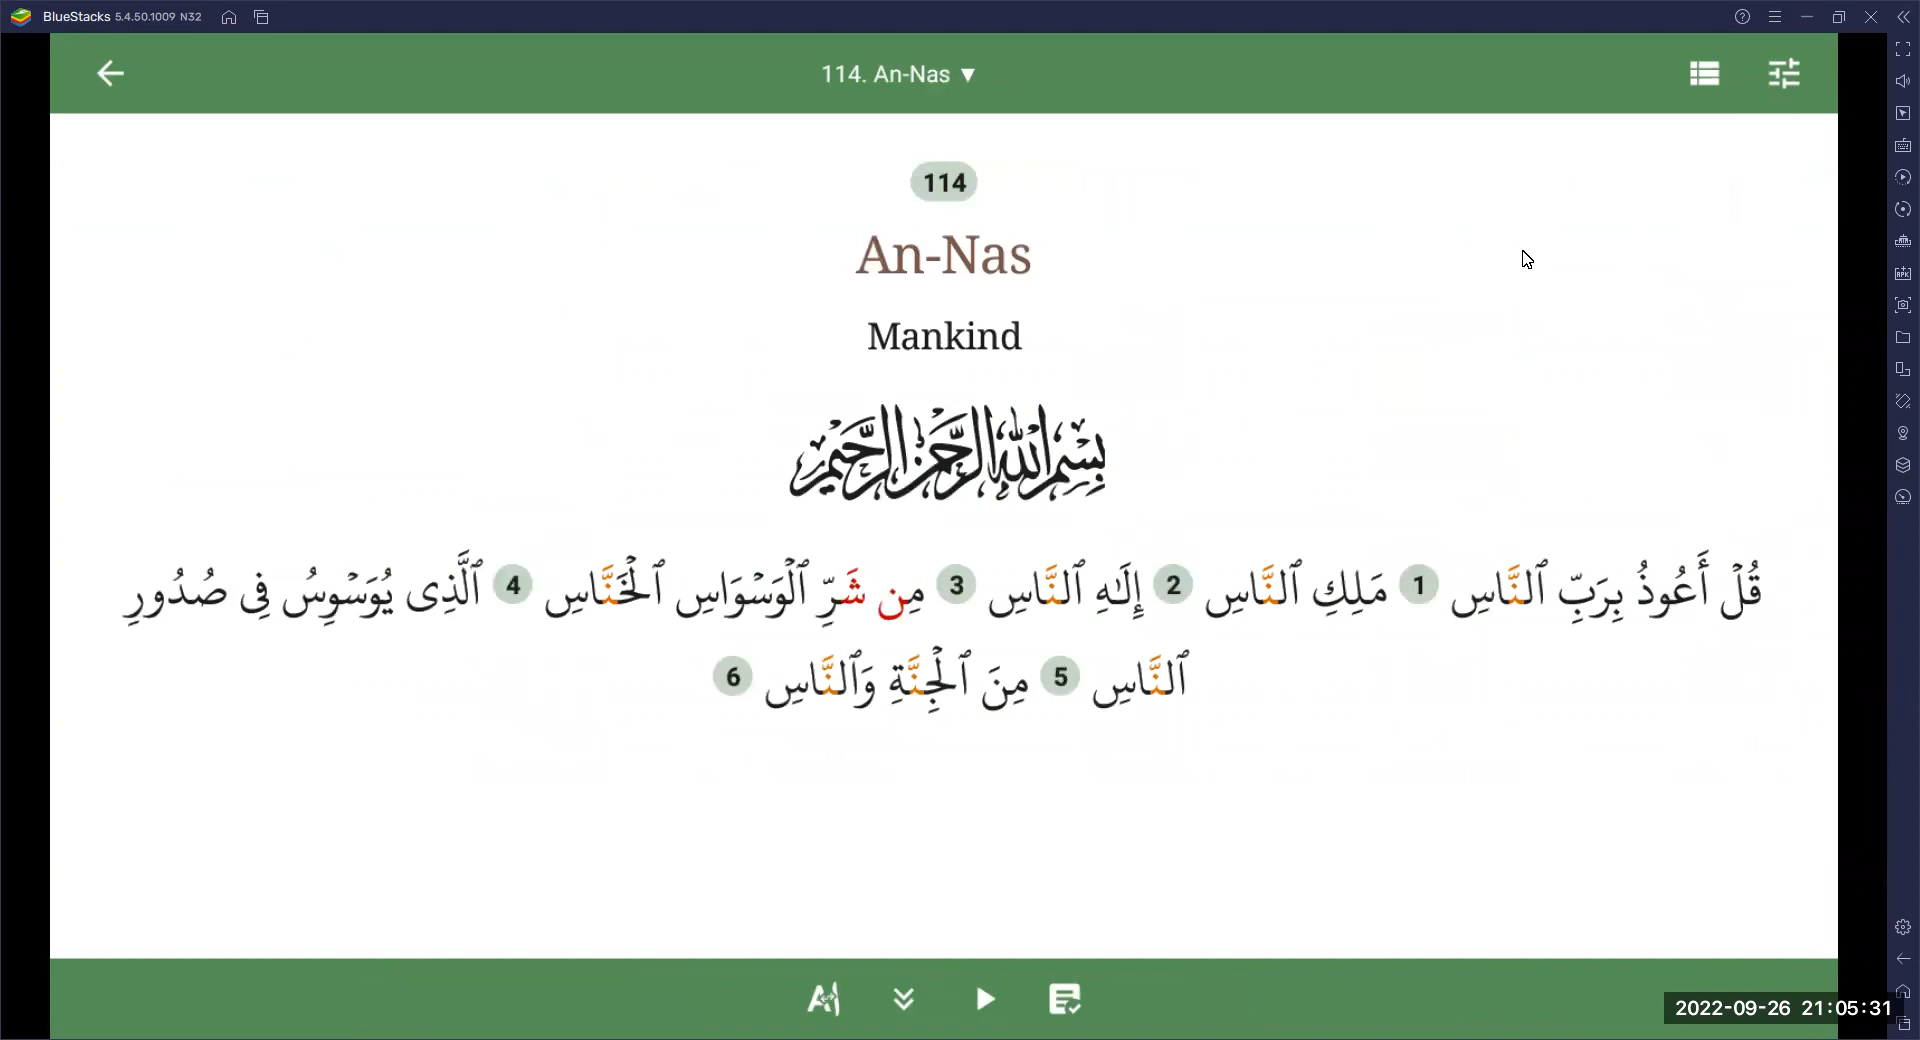 BlueStacks 5.4.50.1009 N32
114. An-Nas ▼
114
An-Nas
Mankind
بِسْمِ ٱللَّهِ ٱلرَّحْمَٰنِ ٱلرَّحِيمِ
قُلْ أَعُوذُ بِرَبِّ ٱلنَّاسِ 1 مَلِكِ ٱلنَّاسِ 2 إِلَٰهِ ٱلنَّاسِ 3 مِن شَرِّ ٱلْوَسْوَاسِ ٱلْخَنَّاسِ 4 ٱلَّذِى يُوَسْوِسُ فِى صُدُورِ
ٱلنَّاسِ 5 مِنَ ٱلْجِنَّةِ وَٱلنَّاسِ 6
2022-09-26 21:05:31